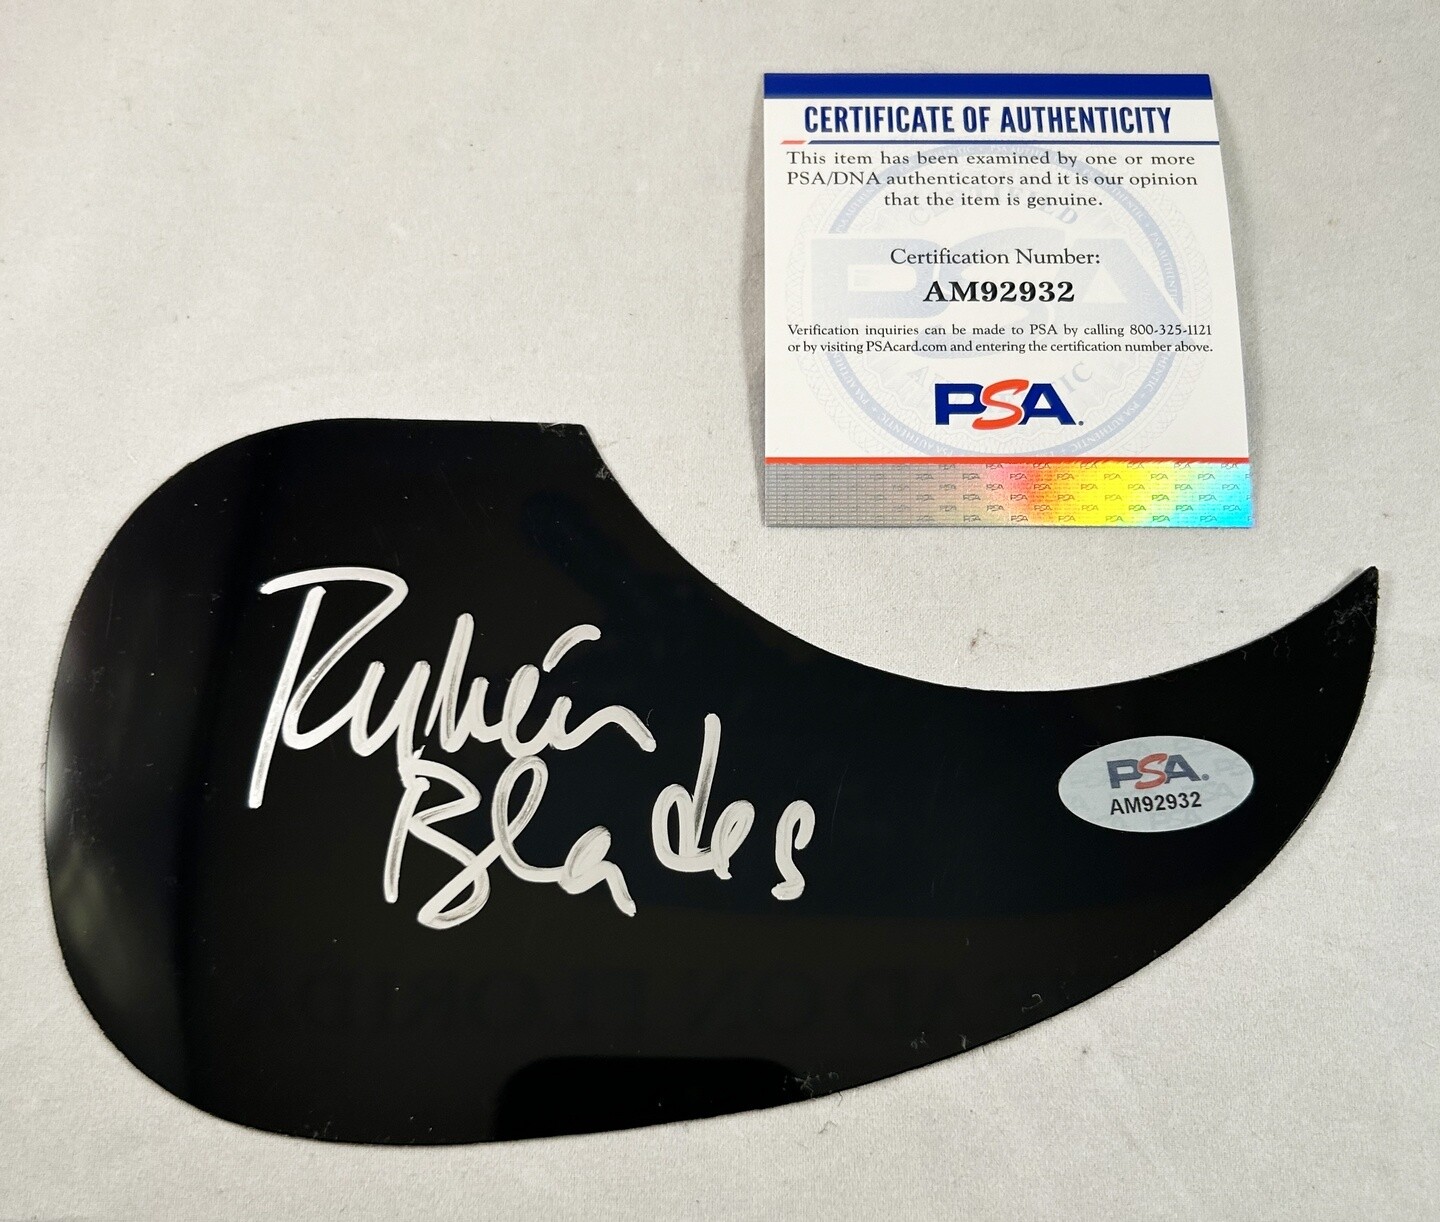 CERTIFICATE OF AUTHENTICITY
This item has been examined by one or more
PSA/DNA authenticators and it is our opinion
that the item is genuine.
Certification Number:
AM92932
Verification inquiries can be made to PSA by calling 800-325-1121
or by visiting PSAcard.com and entering the certification number above.
PSA
Rubén
Blades
PSA
AM92932